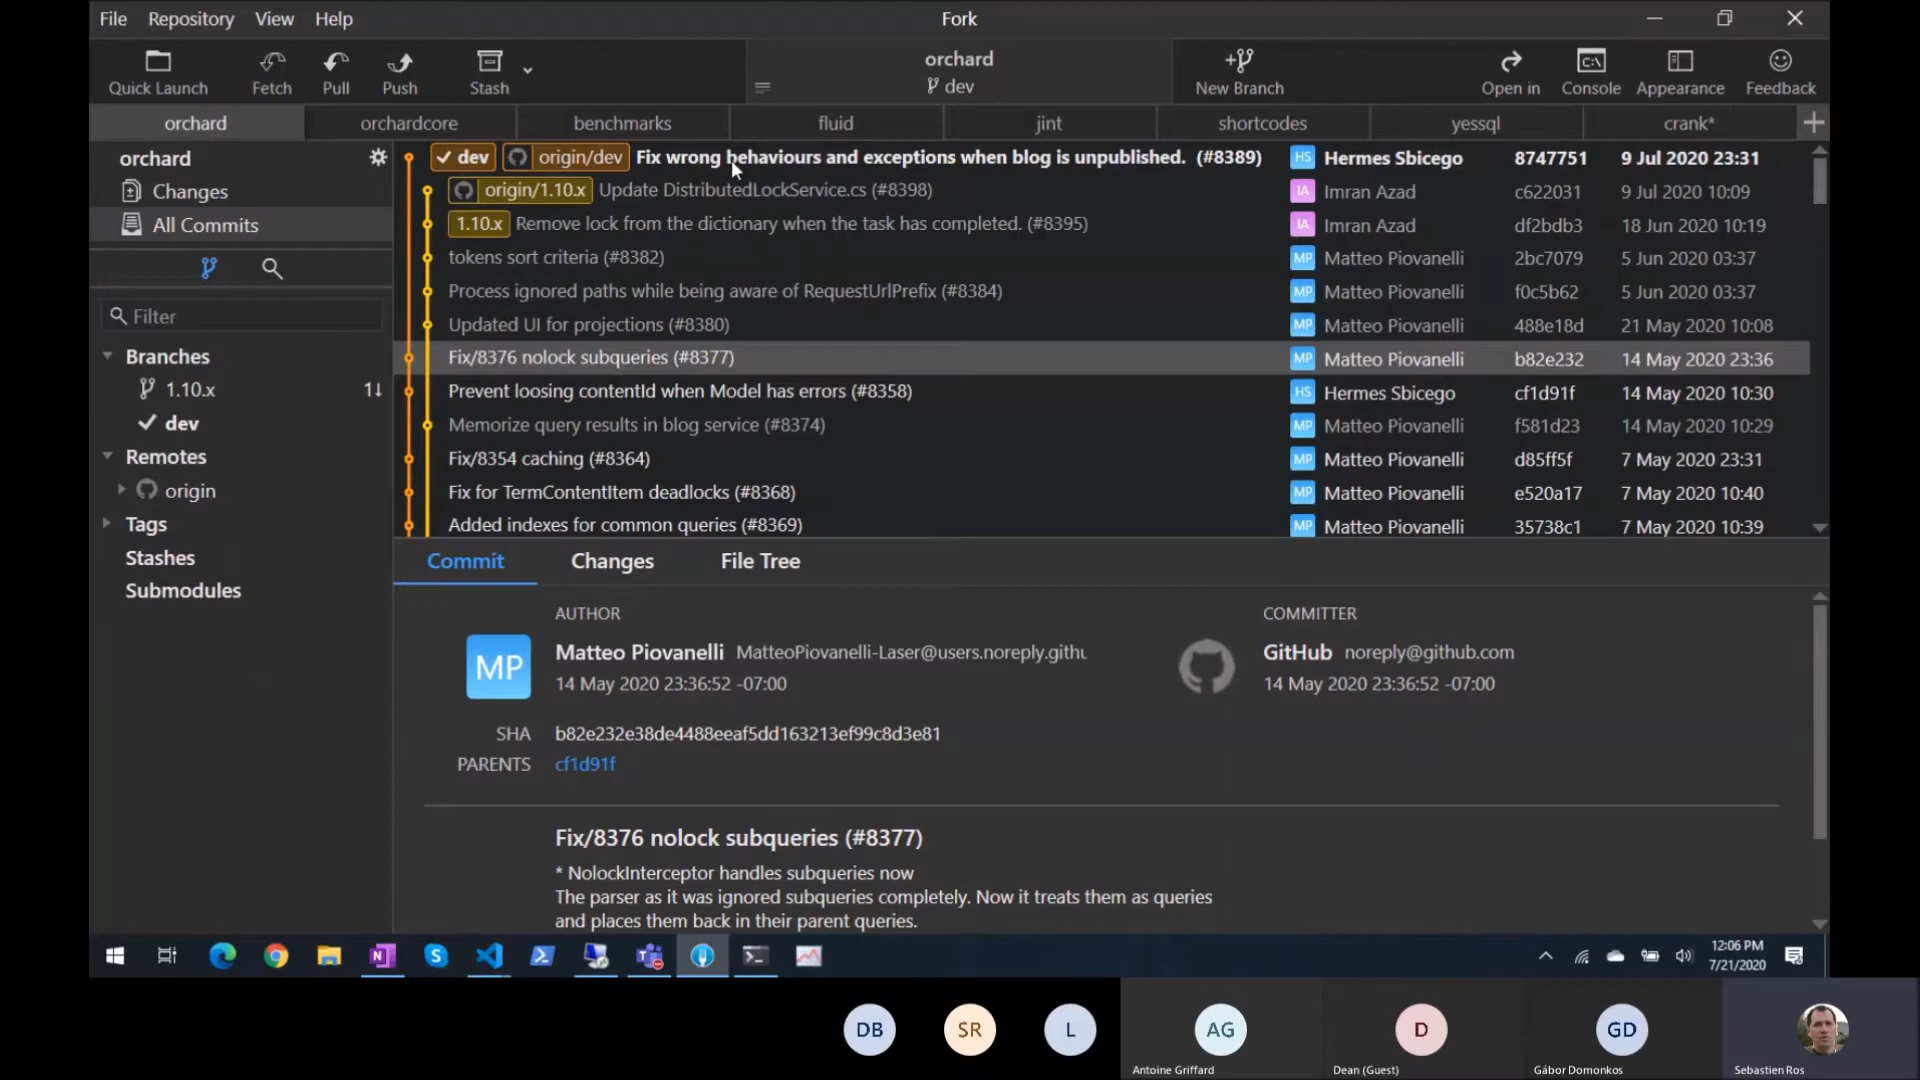 File Repository View Help Fork
Quick Launch Fetch Pull Push Stash orchard dev New Branch Open in Console Appearance Feedback
orchard orchardcore benchmarks fluid jint shortcodes yessql crank*
orchard
Changes
All Commits
Filter
Branches
1.10.x 1
dev
Remotes
origin
Tags
Stashes
Submodules
dev origin/dev Fix wrong behaviours and exceptions when blog is unpublished. (#8389) HS Hermes Sbicego 8747751 9 Jul 2020 23:31
origin/1.10.x Update DistributedLockService.cs (#8398) IA Imran Azad c622031 9 Jul 2020 10:09
1.10.x Remove lock from the dictionary when the task has completed. (#8395) IA Imran Azad df2bdb3 18 Jun 2020 10:19
tokens sort criteria (#8382) MP Matteo Piovanelli 2bc7079 5 Jun 2020 03:37
Process ignored paths while being aware of RequestUrlPrefix (#8384) MP Matteo Piovanelli f0c5b62 5 Jun 2020 03:37
Updated UI for projections (#8380) MP Matteo Piovanelli 488e18d 21 May 2020 10:08
Fix/8376 nolock subqueries (#8377) MP Matteo Piovanelli b82e232 14 May 2020 23:36
Prevent loosing contentId when Model has errors (#8358) HS Hermes Sbicego cf1d91f 14 May 2020 10:30
Memorize query results in blog service (#8374) MP Matteo Piovanelli f581d23 14 May 2020 10:29
Fix/8354 caching (#8364) MP Matteo Piovanelli d85ff5f 7 May 2020 23:31
Fix for TermContentItem deadlocks (#8368) MP Matteo Piovanelli e520a17 7 May 2020 10:40
Added indexes for common queries (#8369) MP Matteo Piovanelli 35738c1 7 May 2020 10:39
Commit Changes File Tree
AUTHOR COMMITTER
MP Matteo Piovanelli MatteoPiovanelli-Laser@users.noreply.githu GitHub noreply@github.com
14 May 2020 23:36:52 -07:00 14 May 2020 23:36:52 -07:00
SHA b82e232e38de4488eeaf5dd163213ef99c8d3e81
PARENTS cf1d91f
Fix/8376 nolock subqueries (#8377)
* NolockInterceptor handles subqueries now
The parser as it was ignored subqueries completely. Now it treats them as queries
and places them back in their parent queries.
12:06 PM
7/21/2020
DB SR L AG D GD
Antoine Griffard Dean (Guest) Gábor Domonkos Sebastien Ros